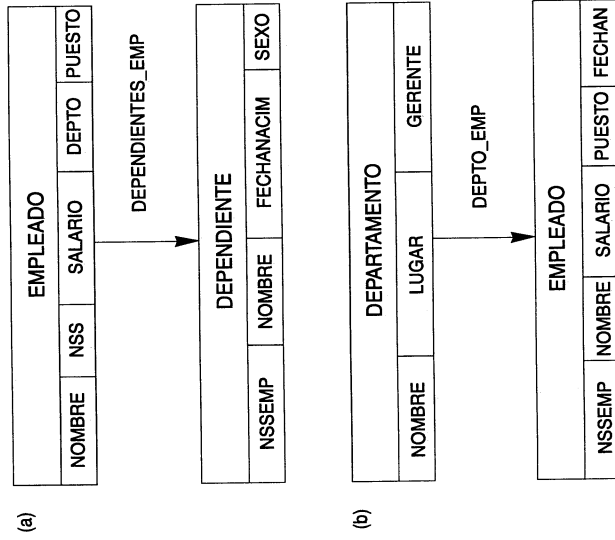 (a)
EMPLEADO
NOMBRE NSS SALARIO DEPTO PUESTO
DEPENDIENTES_EMP
DEPENDIENTE
NSSEMP NOMBRE FECHANACIM SEXO
(b)
DEPARTAMENTO
NOMBRE LUGAR GERENTE
DEPTO_EMP
EMPLEADO
NSSEMP NOMBRE SALARIO PUESTO FECHAN